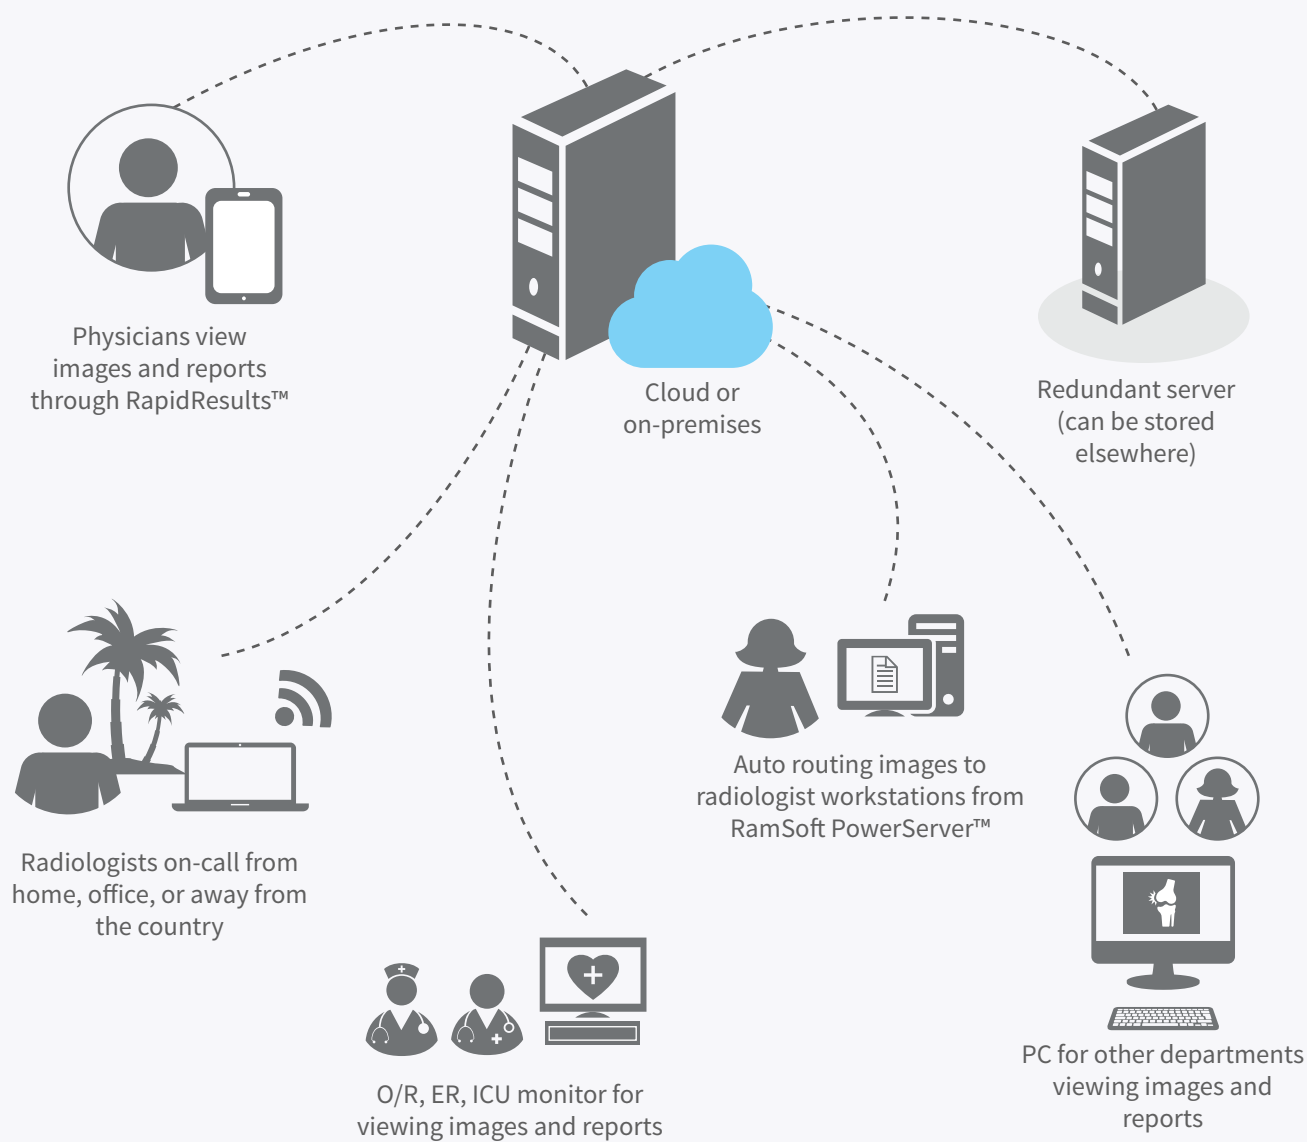 Physicians view
images and reports
through RapidResults™
Cloud or
on-premises
Redundant server
(can be stored
elsewhere)
Radiologists on-call from
home, office, or away from
the country
O/R, ER, ICU monitor for
viewing images and reports
Auto routing images to
radiologist workstations from
RamSoft PowerServer™
PC for other departments
viewing images and
reports